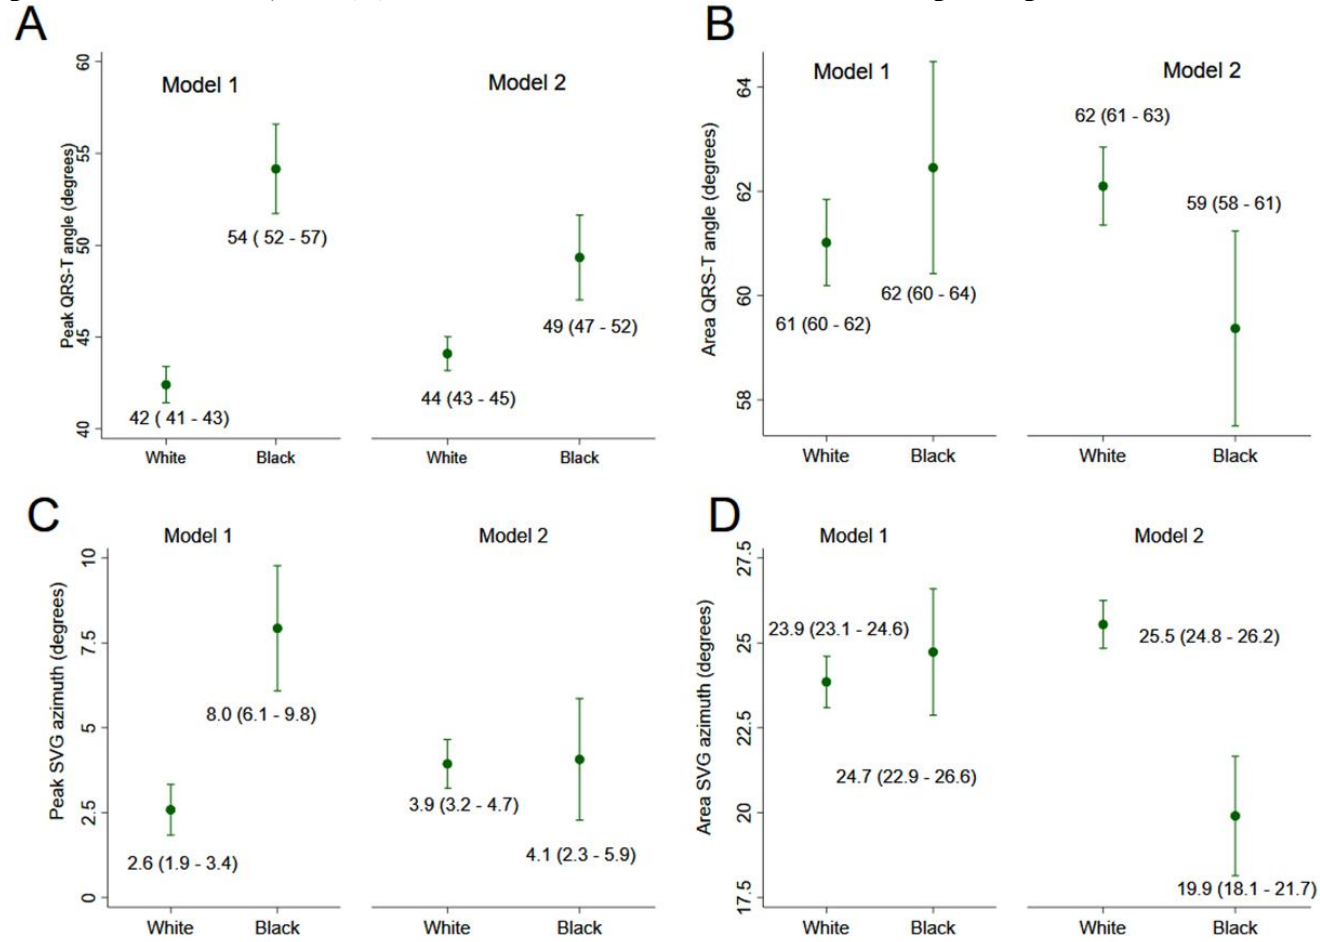 A
Peak QRS-T angle (degrees)
60
55
50
45
40
Model 1
Model 2
54 ( 52 - 57)
49 (47 - 52)
44 (43 - 45)
42 ( 41 - 43)
White
Black
White
Black
B
Area QRS-T angle (degrees)
64
62
60
58
Model 1
Model 2
62 (61 - 63)
59 (58 - 61)
62 (60 - 64)
61 (60 - 62)
White
Black
White
Black
C
Peak SVG azimuth (degrees)
10
7.5
5
2.5
0
Model 1
Model 2
8.0 (6.1 - 9.8)
3.9 (3.2 - 4.7)
4.1 (2.3 - 5.9)
2.6 (1.9 - 3.4)
White
Black
White
Black
D
Area SVG azimuth (degrees)
27.5
25
22.5
20
17.5
Model 1
Model 2
23.9 (23.1 - 24.6)
25.5 (24.8 - 26.2)
24.7 (22.9 - 26.6)
19.9 (18.1 - 21.7)
White
Black
White
Black